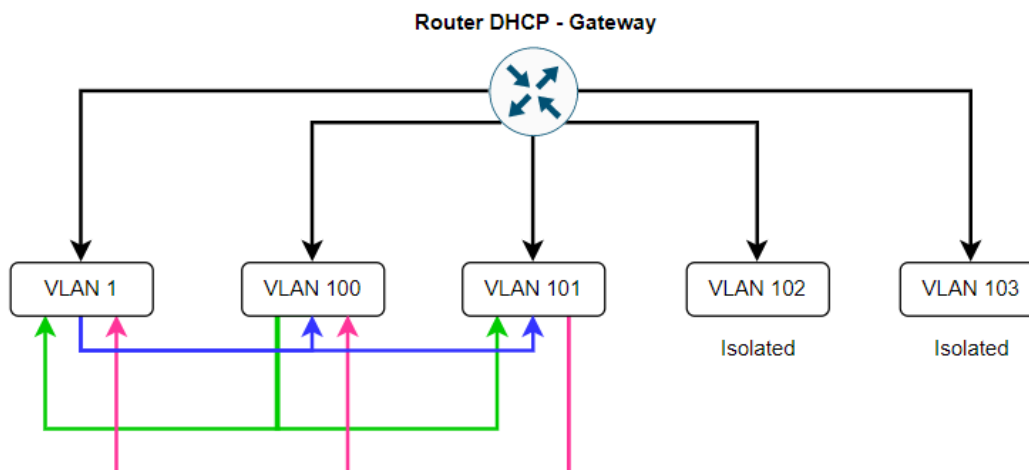 Router DHCP - Gateway
VLAN 1
VLAN 100
VLAN 101
VLAN 102
VLAN 103
Isolated
Isolated